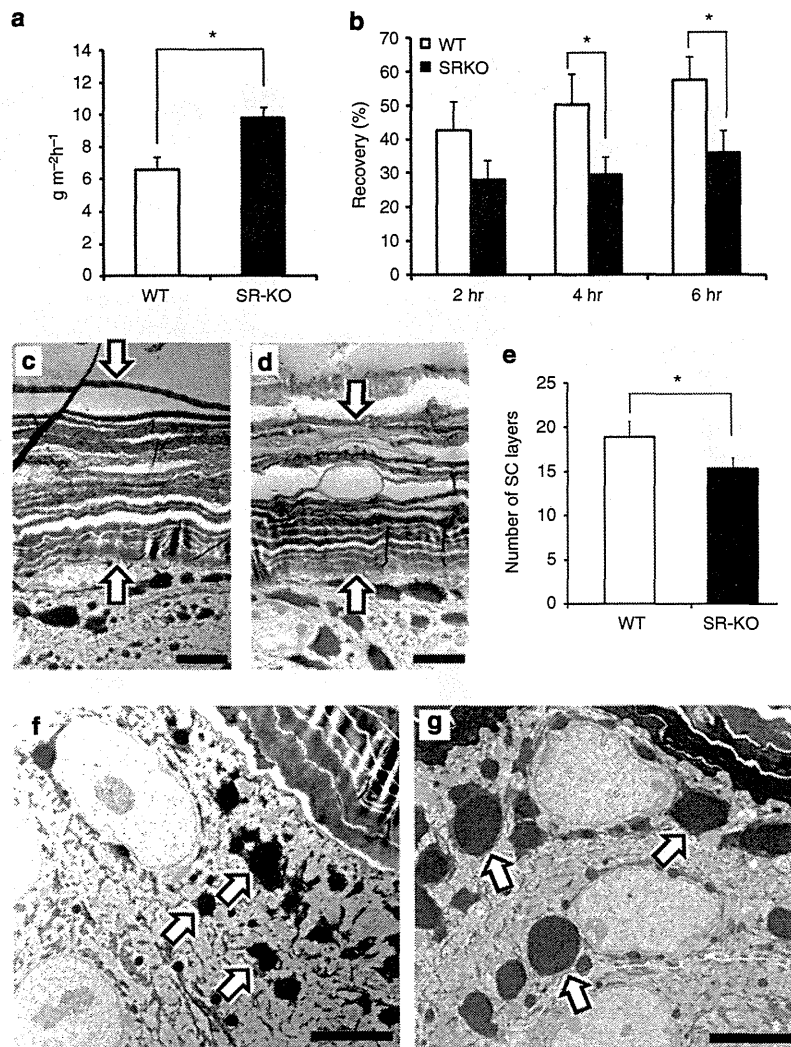 a
*
14
12
10
8
6
4
2
0
g m⁻²h⁻¹
WT
SR-KO
b
WT
SRKO
*
*
70
60
50
40
30
20
10
0
Recovery (%)
2 hr
4 hr
6 hr
c
d
e
*
25
20
15
10
5
0
Number of SC layers
WT
SR-KO
f
g